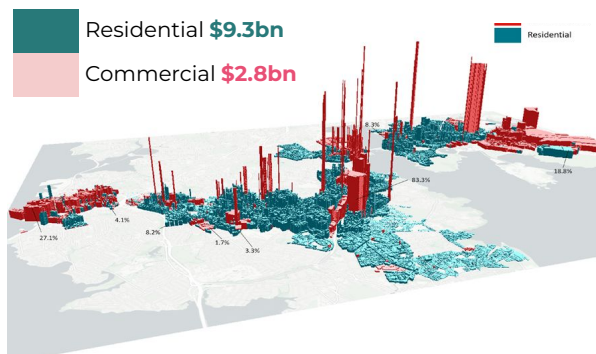 Residential $9.3bn
Commercial $2.8bn
Residential
8.3%
83.3%
18.8%
4.1%
27.1%
8.2%
1.7%
3.3%